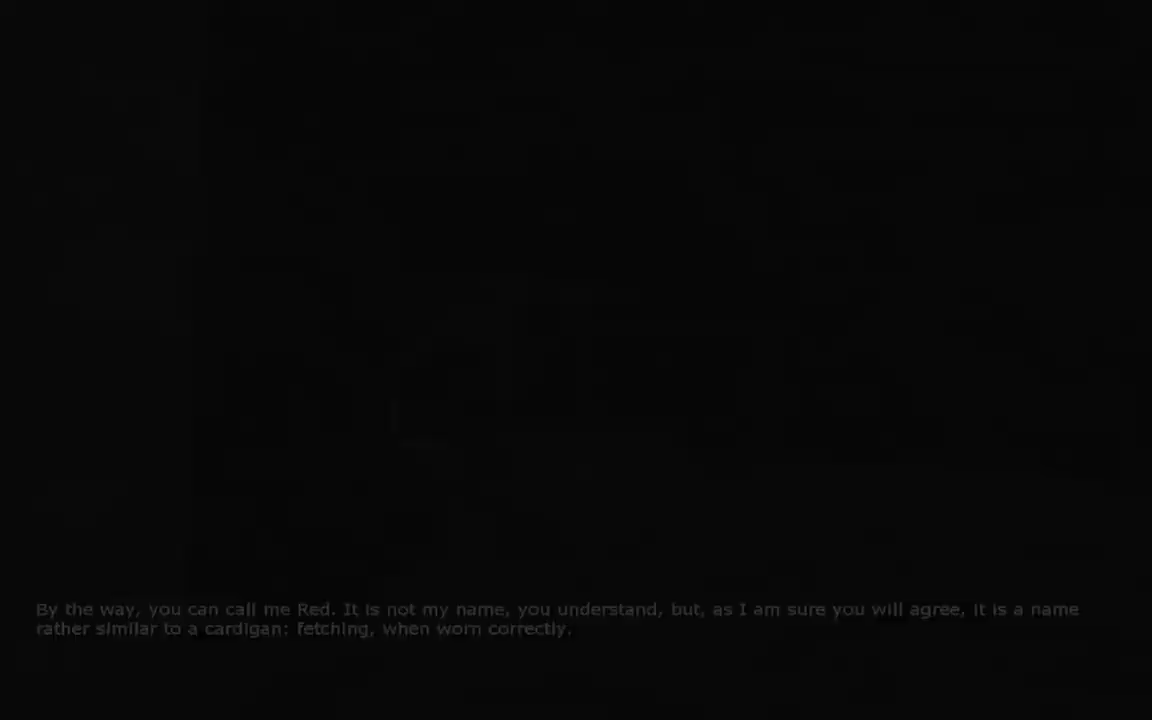 By the way, you can call me Red. It is not my name, you understand, but, as I am sure you will agree, it is a name
rather similar to a cardigan: fetching, when worn correctly.